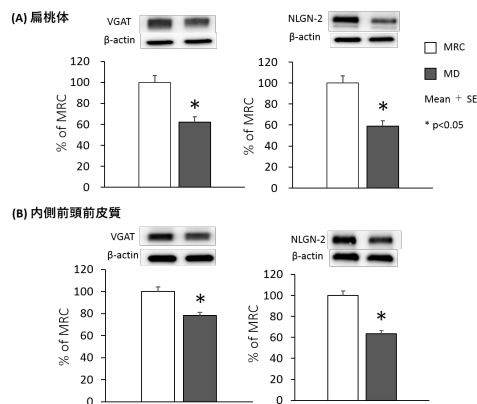 (A) 扁桃体
VGAT
β-actin
NLGN-2
β-actin
MRC
MD
Mean + SE
* p<0.05
% of MRC
120
100
80
60
40
20
0
*
% of MRC
120
100
80
60
40
20
0
*
(B) 内側前頭前皮質
VGAT
β-actin
NLGN-2
β-actin
% of MRC
120
100
80
60
40
20
0
*
% of MRC
120
100
80
60
40
20
0
*